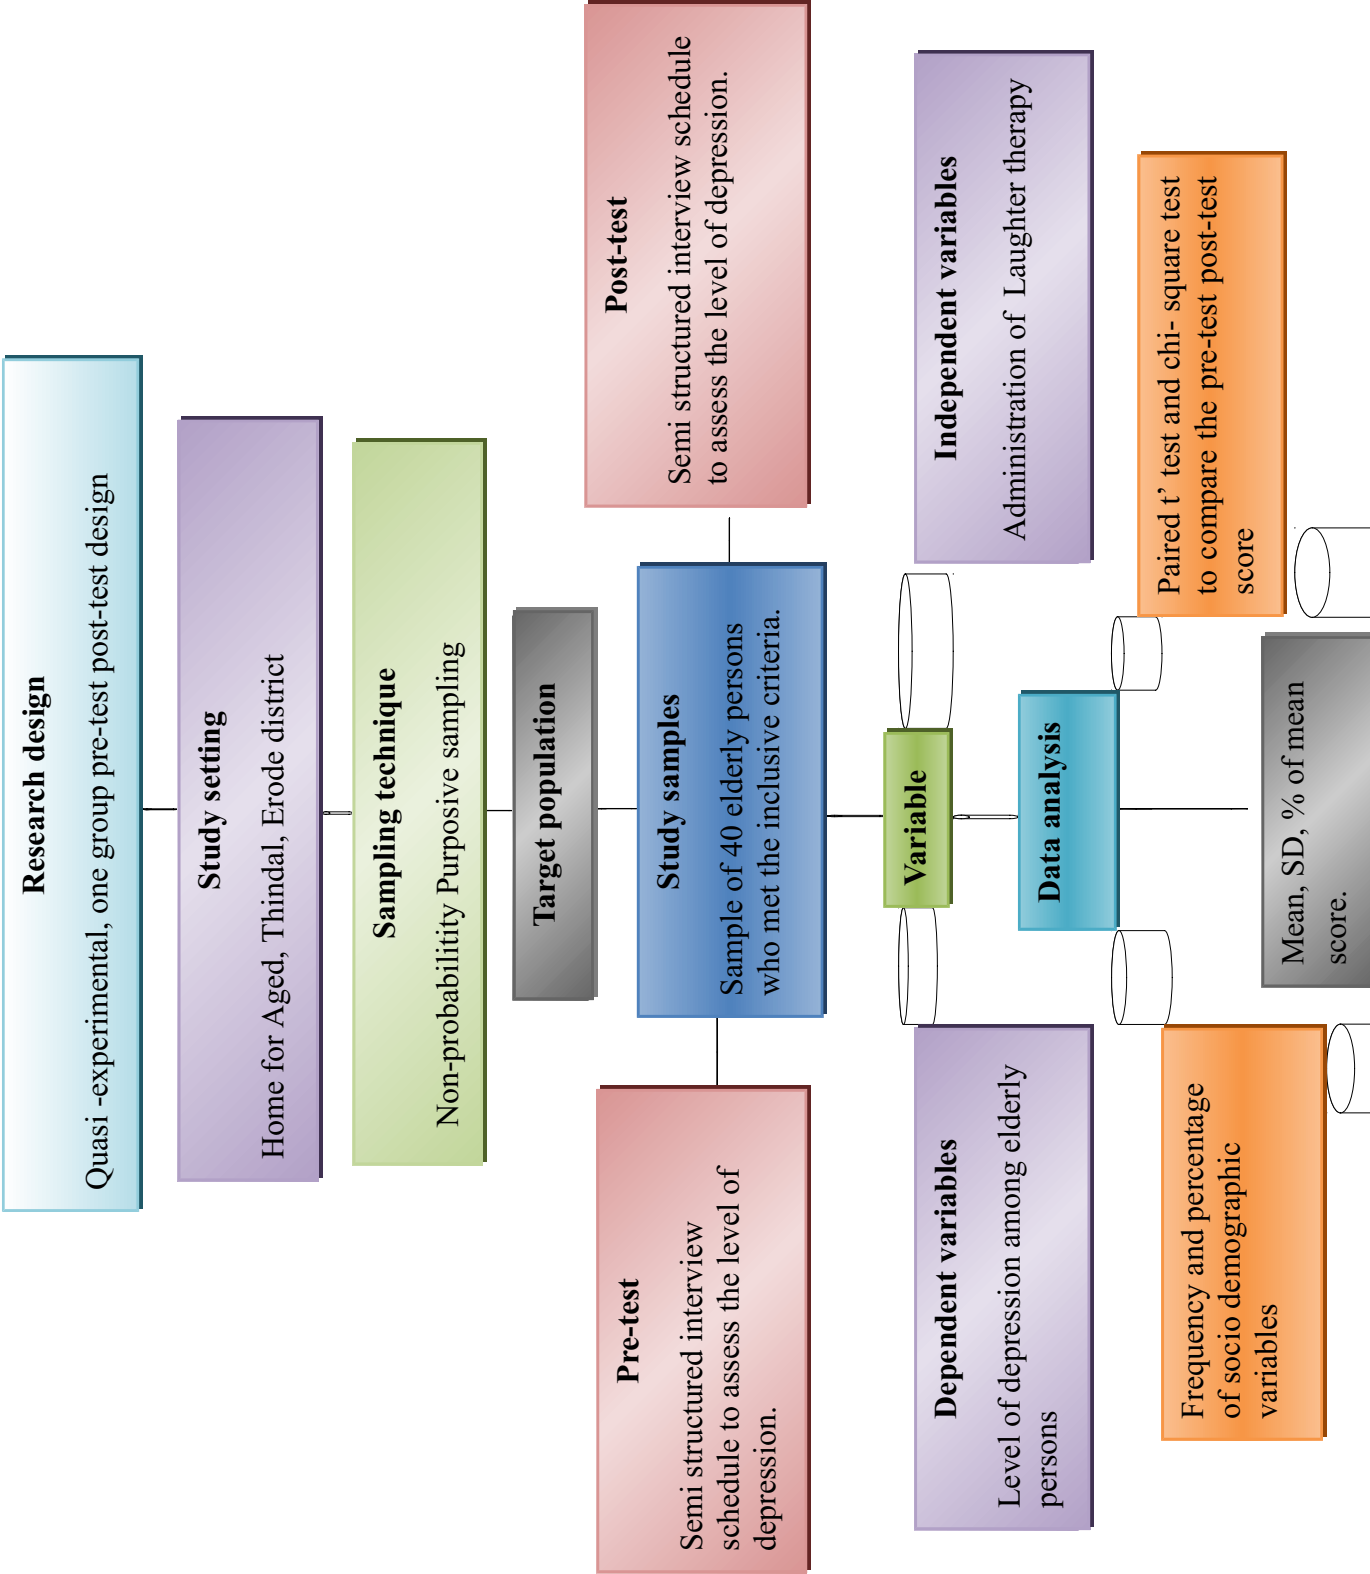 Research design
Quasi -experimental, one group pre-test post-test design
Study setting
Home for Aged, Thindal, Erode district
Sampling technique
Non-probabilitity Purposive sampling
Target population
Pre-test
Semi structured interview
schedule to assess the level of
depression.
Study samples
Sample of 40 elderly persons
who met the inclusive criteria.
Post-test
Semi structured interview schedule
to assess the level of depression.
Variable
Dependent variables
Level of depression among elderly
persons
Independent variables
Administration of Laughter therapy
Data analysis
Frequency and percentage
of socio demographic
variables
Mean, SD, % of mean
score.
Paired t’ test and chi- square test
to compare the pre-test post-test
score